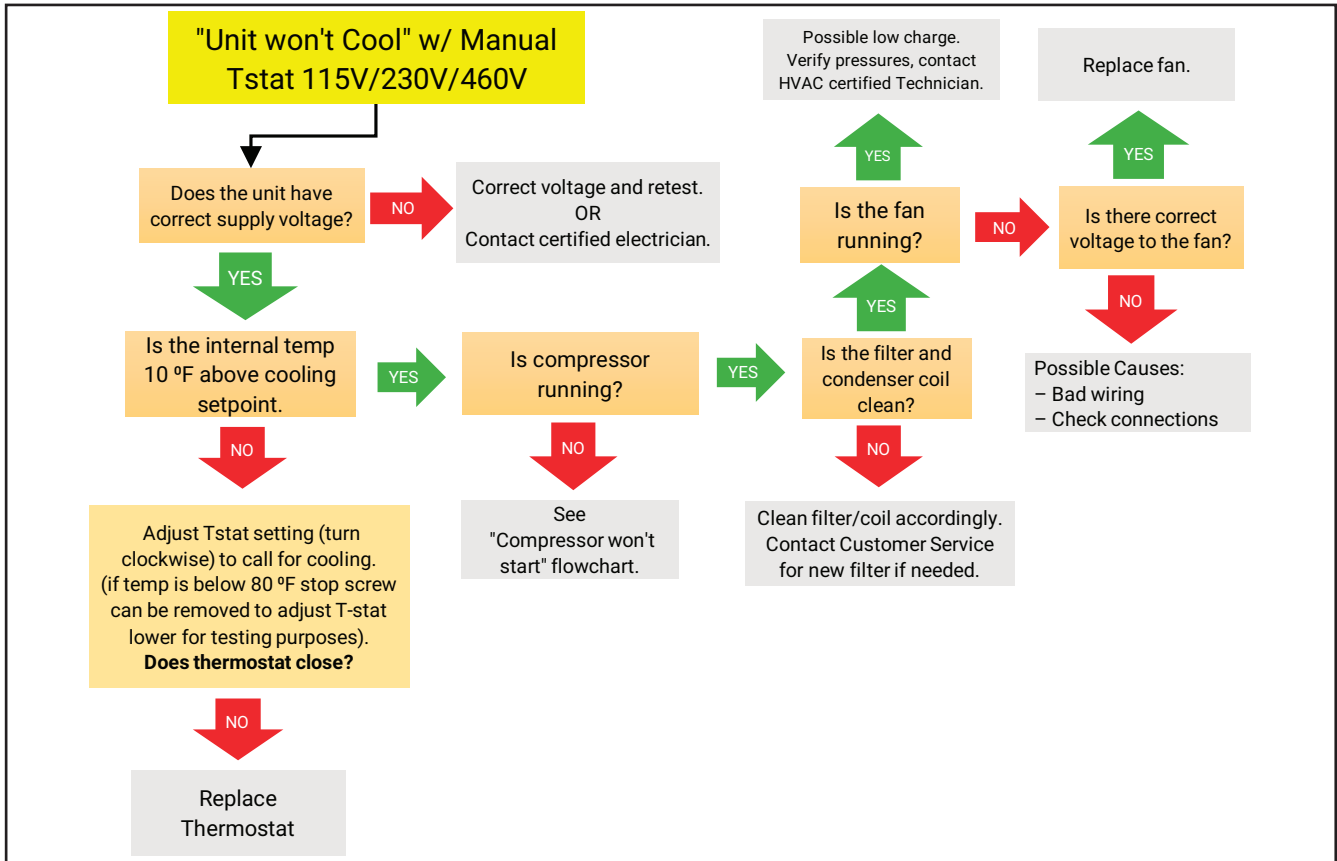 "Unit won't Cool" w/ Manual
Tstat 115V/230V/460V
Does the unit have
correct supply voltage?
NO
Correct voltage and retest.
OR
Contact certified electrician.
YES
Is the internal temp
10 ºF above cooling
setpoint.
YES
Is compressor
running?
YES
Is the filter and
condenser coil
clean?
YES
Is the fan
running?
YES
Possible low charge.
Verify pressures, contact
HVAC certified Technician.
NO
Is there correct
voltage to the fan?
YES
Replace fan.
NO
Possible Causes:
– Bad wiring
– Check connections
NO
Clean filter/coil accordingly.
Contact Customer Service
for new filter if needed.
NO
See
"Compressor won't
start" flowchart.
NO
Adjust Tstat setting (turn
clockwise) to call for cooling.
(if temp is below 80 ºF stop screw
can be removed to adjust T-stat
lower for testing purposes).
Does thermostat close?
NO
Replace
Thermostat